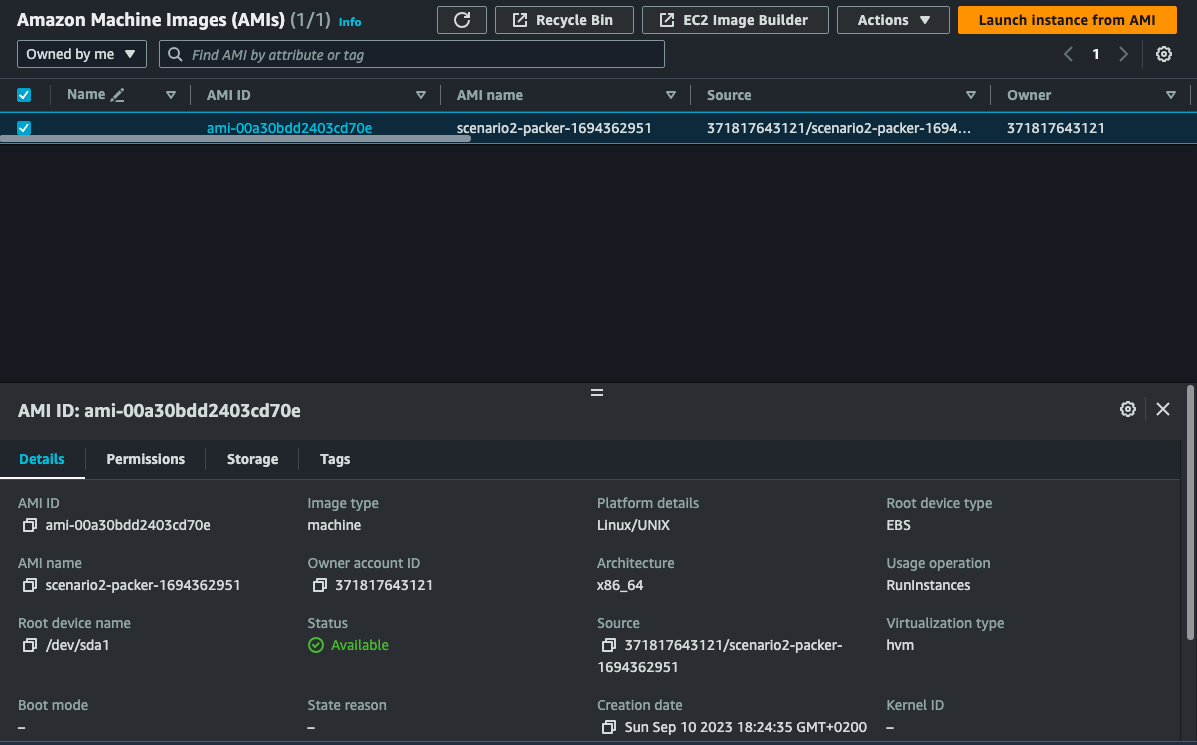 Amazon Machine Images (AMIs) (1/1) Info Recycle Bin EC2 Image Builder Actions Launch instance from AMI
Owned by me Find AMI by attribute or tag 1
Name AMI ID AMI name Source Owner
ami-00a30bdd2403cd70e scenario2-packer-1694362951 371817643121/scenario2-packer-1694... 371817643121
AMI ID: ami-00a30bdd2403cd70e
Details Permissions Storage Tags
AMI ID Image type Platform details Root device type
ami-00a30bdd2403cd70e machine Linux/UNIX EBS
AMI name Owner account ID Architecture Usage operation
scenario2-packer-1694362951 371817643121 x86_64 RunInstances
Root device name Status Source Virtualization type
/dev/sda1 Available 371817643121/scenario2-packer- hvm
1694362951
Boot mode State reason Creation date Kernel ID
– – Sun Sep 10 2023 18:24:35 GMT+0200 –